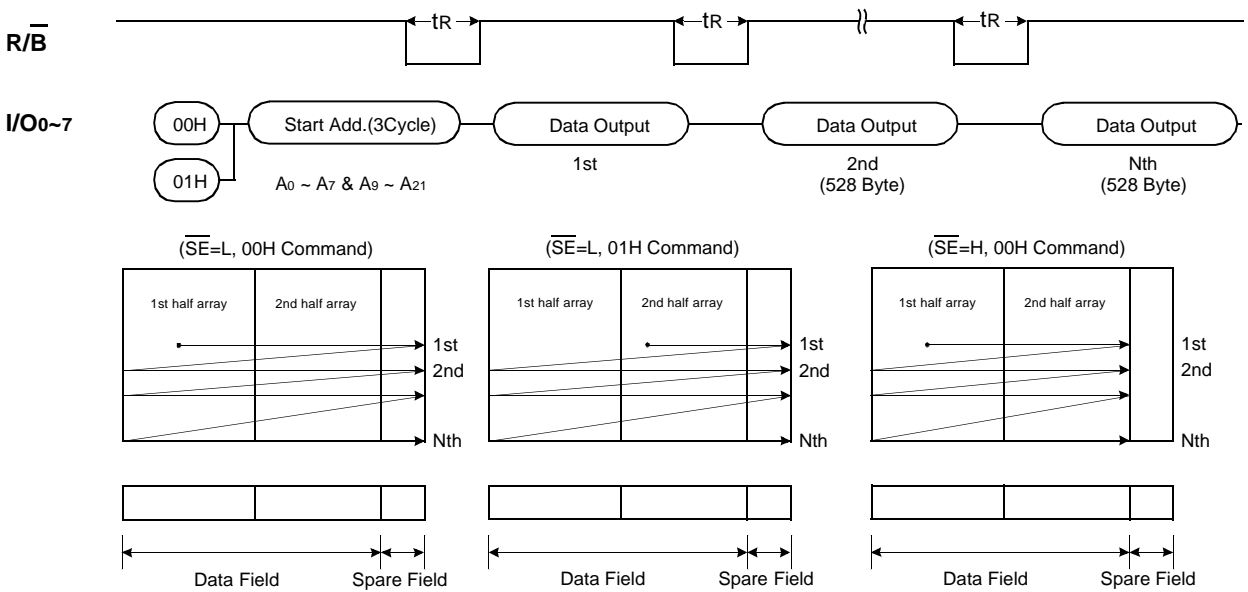 tR tR tR
R/B̅
I/O0~7 00H Start Add.(3Cycle) Data Output Data Output Data Output
01H A0 ~ A7 & A9 ~ A21 1st 2nd Nth
(528 Byte) (528 Byte)
(S̅E̅=L, 00H Command) (S̅E̅=L, 01H Command) (S̅E̅=H, 00H Command)
1st half array 2nd half array 1st half array 2nd half array 1st half array 2nd half array
1st 1st 1st
2nd 2nd 2nd
Nth Nth Nth
Data Field Spare Field Data Field Spare Field Data Field Spare Field